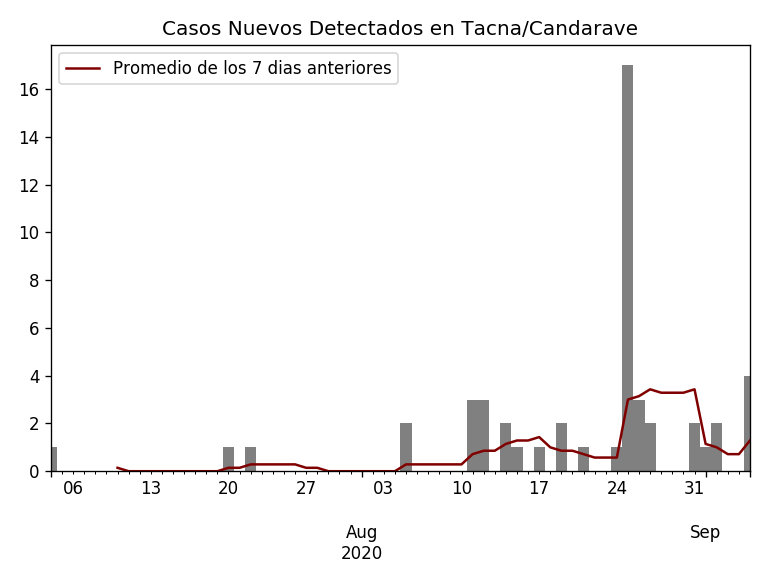 Casos Nuevos Detectados en Tacna/Candarave
Promedio de los 7 dias anteriores
16
14
12
10
8
6
4
2
0
06 13 20 27 03 10 17 24 31
Aug Sep
2020